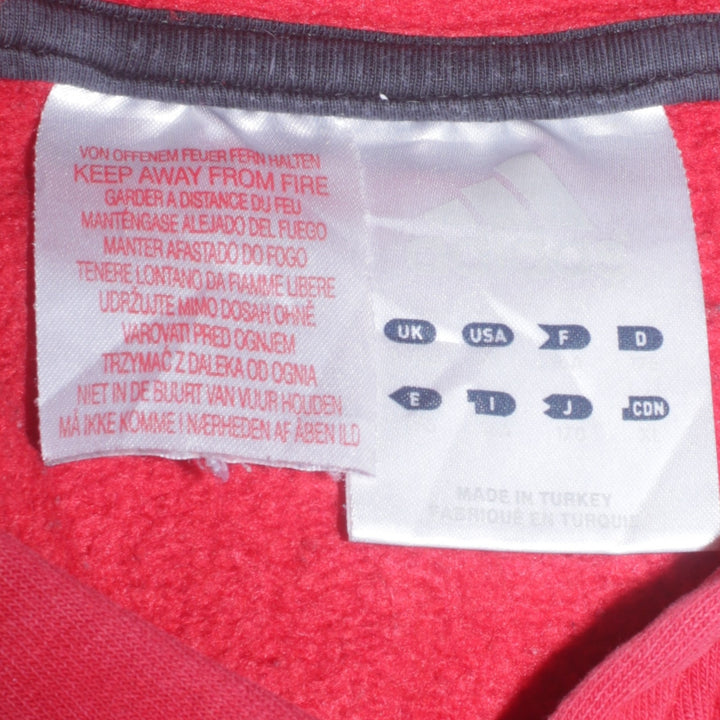 VON OFFENEM FEUER FERN HALTEN
KEEP AWAY FROM FIRE
GARDER A DISTANCE DU FEU
MANTÉNGASE ALEJADO DEL FUEGO
MANTER AFASTADO DO FOGO
TENERE LONTANO DA FIAMME LIBERE
UDRŽUJTE MIMO DOSAH OHNĚ
VAROVATI PRED OGNJEM
TRZYMAĆ Z DALEKA OD OGNIA
NIET IN DE BUURT VAN VUUR HOUDEN
MÅ IKKE KOMME I NÆRHEDEN AF ÅBEN ILD
UK USA F D
E I J CDN
MADE IN TURKEY
FABRIQUÉ EN TURQUIE